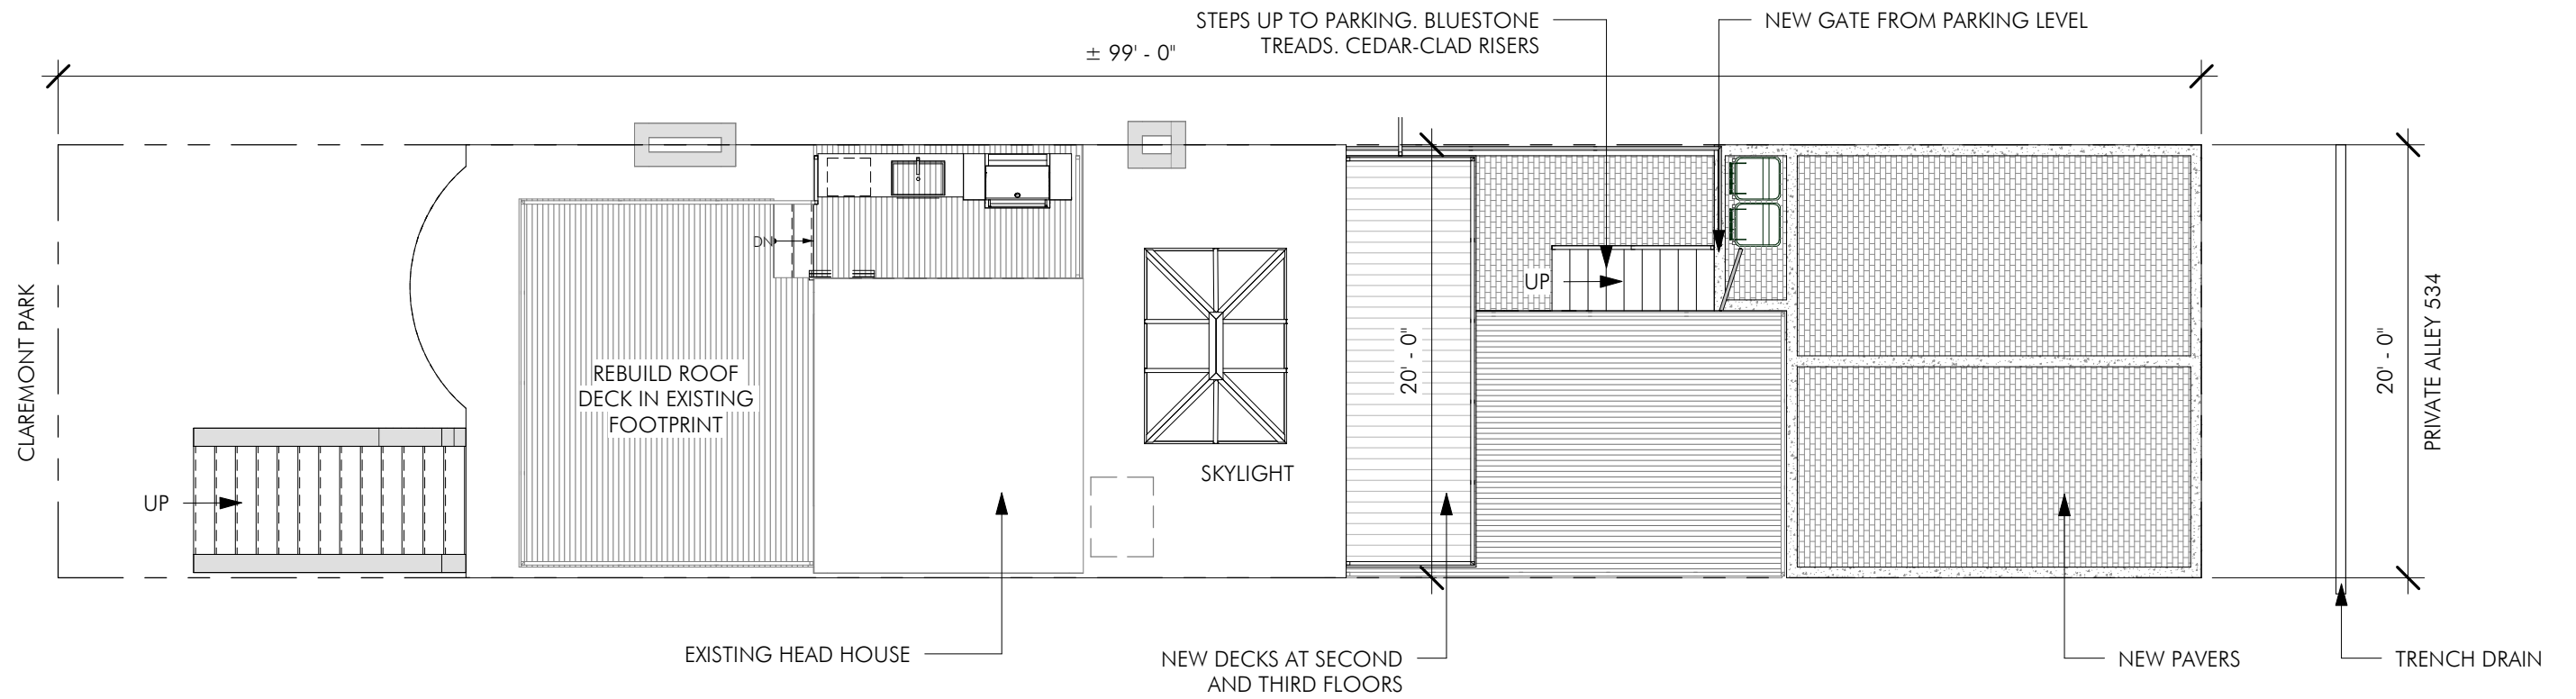 STEPS UP TO PARKING. BLUESTONE
TREADS. CEDAR-CLAD RISERS
NEW GATE FROM PARKING LEVEL
± 99' - 0"
CLAREMONT PARK
UP
REBUILD ROOF
DECK IN EXISTING
FOOTPRINT
DN
SKYLIGHT
20' - 0"
UP
20' - 0"
PRIVATE ALLEY 534
EXISTING HEAD HOUSE
NEW DECKS AT SECOND
AND THIRD FLOORS
NEW PAVERS
TRENCH DRAIN